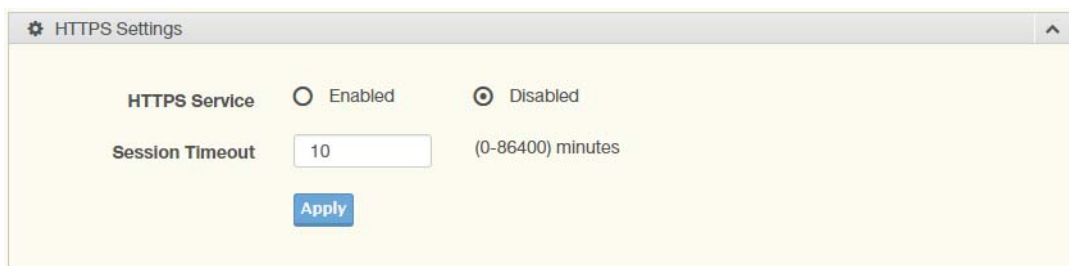 HTTPS Settings
HTTPS Service Enabled Disabled
Session Timeout 10 (0-86400) minutes
Apply